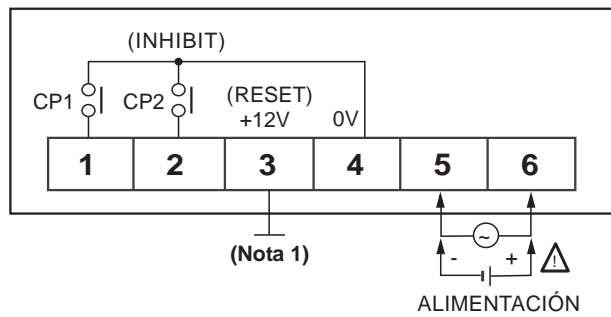 (INHIBIT)
CP1
CP2
(RESET)
+12V
0V
1 2 3 4 5 6
(Nota 1)
~
- +
!
ALIMENTACIÓN